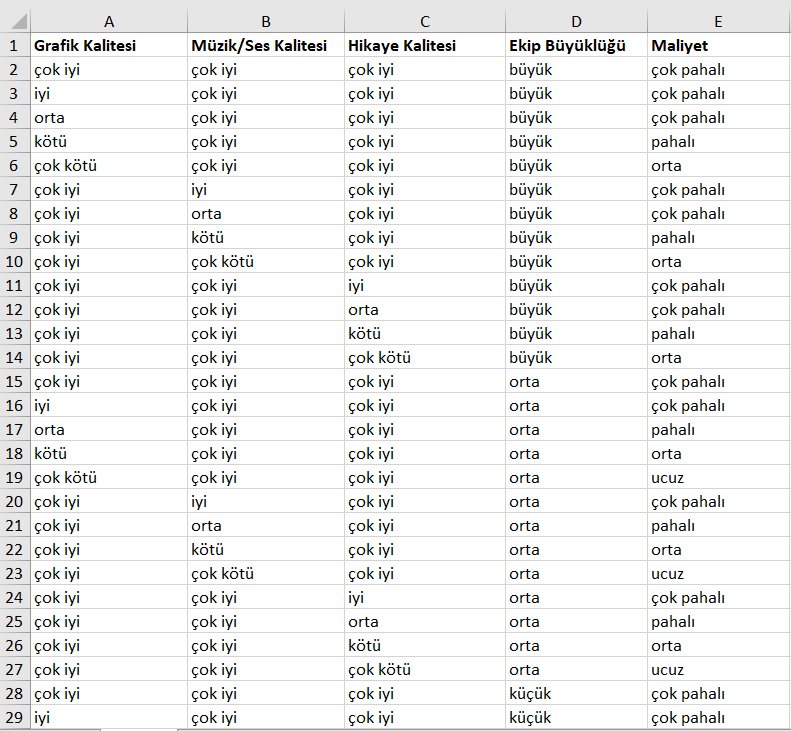 A B C D E
1 Grafik Kalitesi Müzik/Ses Kalitesi Hikaye Kalitesi Ekip Büyüklüğü Maliyet
2 çok iyi çok iyi çok iyi büyük çok pahalı
3 iyi çok iyi çok iyi büyük çok pahalı
4 orta çok iyi çok iyi büyük çok pahalı
5 kötü çok iyi çok iyi büyük pahalı
6 çok kötü çok iyi çok iyi büyük orta
7 çok iyi iyi çok iyi büyük çok pahalı
8 çok iyi orta çok iyi büyük çok pahalı
9 çok iyi kötü çok iyi büyük pahalı
10 çok iyi çok kötü çok iyi büyük orta
11 çok iyi çok iyi iyi büyük çok pahalı
12 çok iyi çok iyi orta büyük çok pahalı
13 çok iyi çok iyi kötü büyük pahalı
14 çok iyi çok iyi çok kötü büyük orta
15 çok iyi çok iyi çok iyi orta çok pahalı
16 iyi çok iyi çok iyi orta çok pahalı
17 orta çok iyi çok iyi orta pahalı
18 kötü çok iyi çok iyi orta orta
19 çok kötü çok iyi çok iyi orta ucuz
20 çok iyi iyi çok iyi orta çok pahalı
21 çok iyi orta çok iyi orta pahalı
22 çok iyi kötü çok iyi orta orta
23 çok iyi çok kötü çok iyi orta ucuz
24 çok iyi çok iyi iyi orta çok pahalı
25 çok iyi çok iyi orta orta pahalı
26 çok iyi çok iyi kötü orta orta
27 çok iyi çok iyi çok kötü orta ucuz
28 çok iyi çok iyi çok iyi küçük çok pahalı
29 iyi çok iyi çok iyi küçük çok pahalı